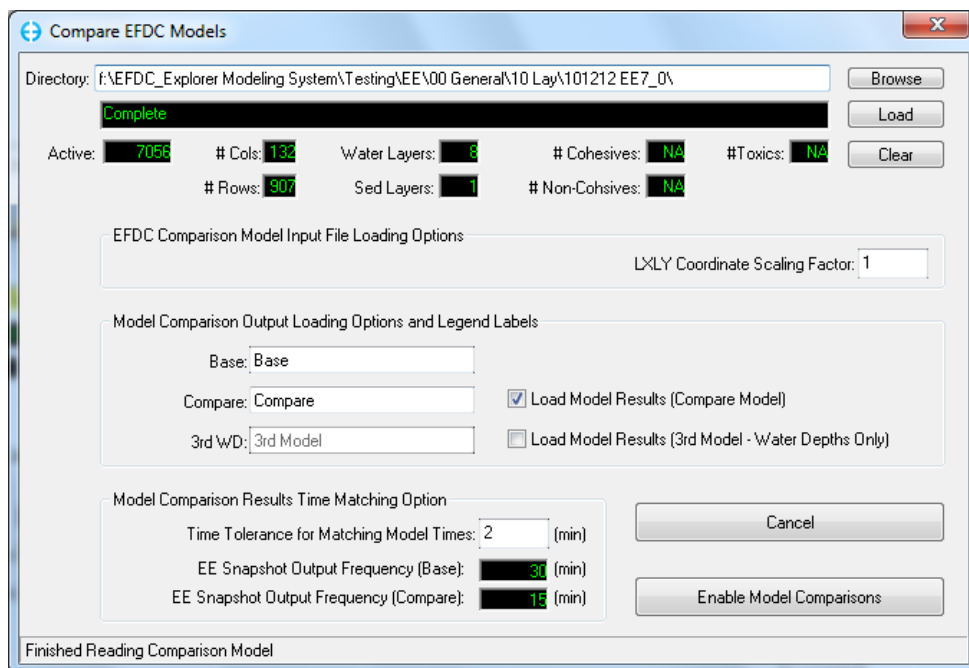 Compare EFDC Models
Directory: f:\EFDC_Explorer Modeling System\Testing\EE\00 General\10 Lay\101212 EE7_0\ Browse
Complete Load
Active: 7056 # Cols: 132 Water Layers: 8 # Cohesives: NA #Toxics: NA Clear
# Rows: 907 Sed Layers: 1 # Non-Cohsives: NA
EFDC Comparison Model Input File Loading Options
LXLY Coordinate Scaling Factor: 1
Model Comparison Output Loading Options and Legend Labels
Base: Base
Compare: Compare Load Model Results (Compare Model)
3rd WD: 3rd Model Load Model Results (3rd Model - Water Depths Only)
Model Comparison Results Time Matching Option
Time Tolerance for Matching Model Times: 2 (min)
EE Snapshot Output Frequency (Base): 30 (min)
EE Snapshot Output Frequency (Compare): 15 (min)
Cancel
Enable Model Comparisons
Finished Reading Comparison Model